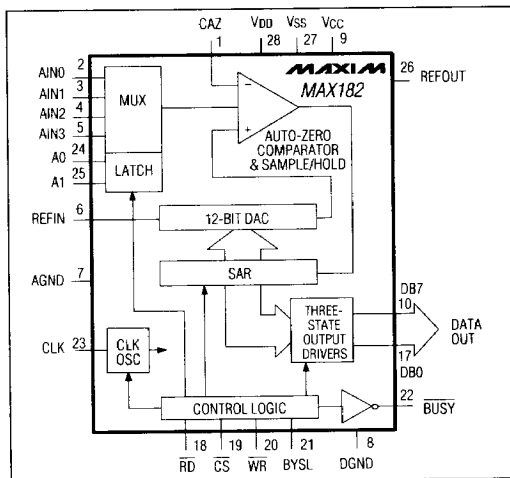 CAZ VDD VSS VCC
1 28 27 9
AIN0 2
AIN1 3
AIN2 4
AIN3 5
A0 24
A1 25
MUX
LATCH
MAXIM
MAX182
26 REFOUT
−
+
AUTO-ZERO
COMPARATOR
& SAMPLE/HOLD
REFIN 6
12-BIT DAC
AGND 7
SAR
THREE-
STATE
OUTPUT
DRIVERS
DB7
10
DATA
OUT
17
DB0
CLK 23
CLK
OSC
CONTROL LOGIC
22 BUSY
RD 18 CS 19 WR 20 BYSL 21 DGND 8